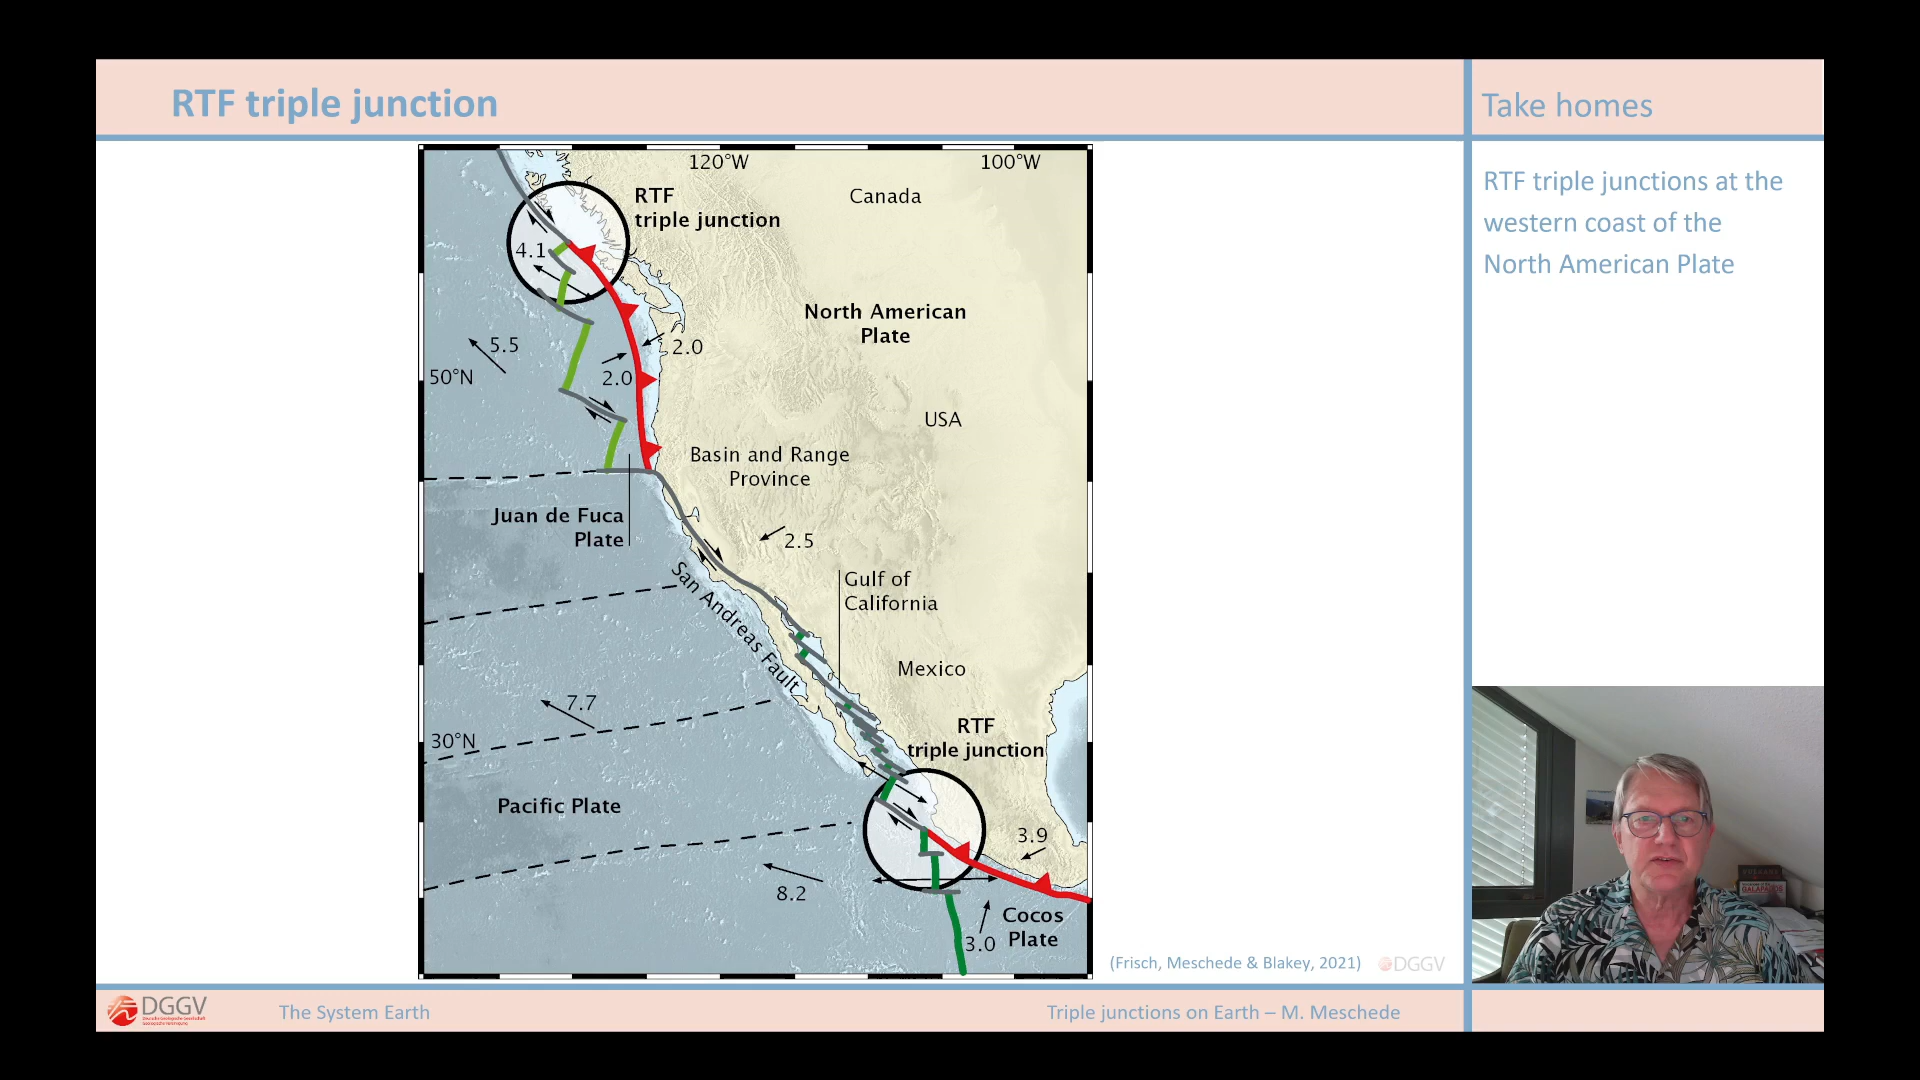 RTF triple junction
Take homes
RTF triple junctions at the
western coast of the
North American Plate
120°W
100°W
RTF
triple junction
Canada
4.1
North American
Plate
5.5
2.0
50°N
2.0
USA
Basin and Range
Province
Juan de Fuca
Plate
2.5
San Andreas Fault
Gulf of
California
Mexico
7.7
RTF
triple junction
30°N
Pacific Plate
3.9
8.2
Cocos
Plate
3.0
(Frisch, Meschede & Blakey, 2021)
DGGV
GALAPAGOS
DGGV
The System Earth
Triple junctions on Earth – M. Meschede